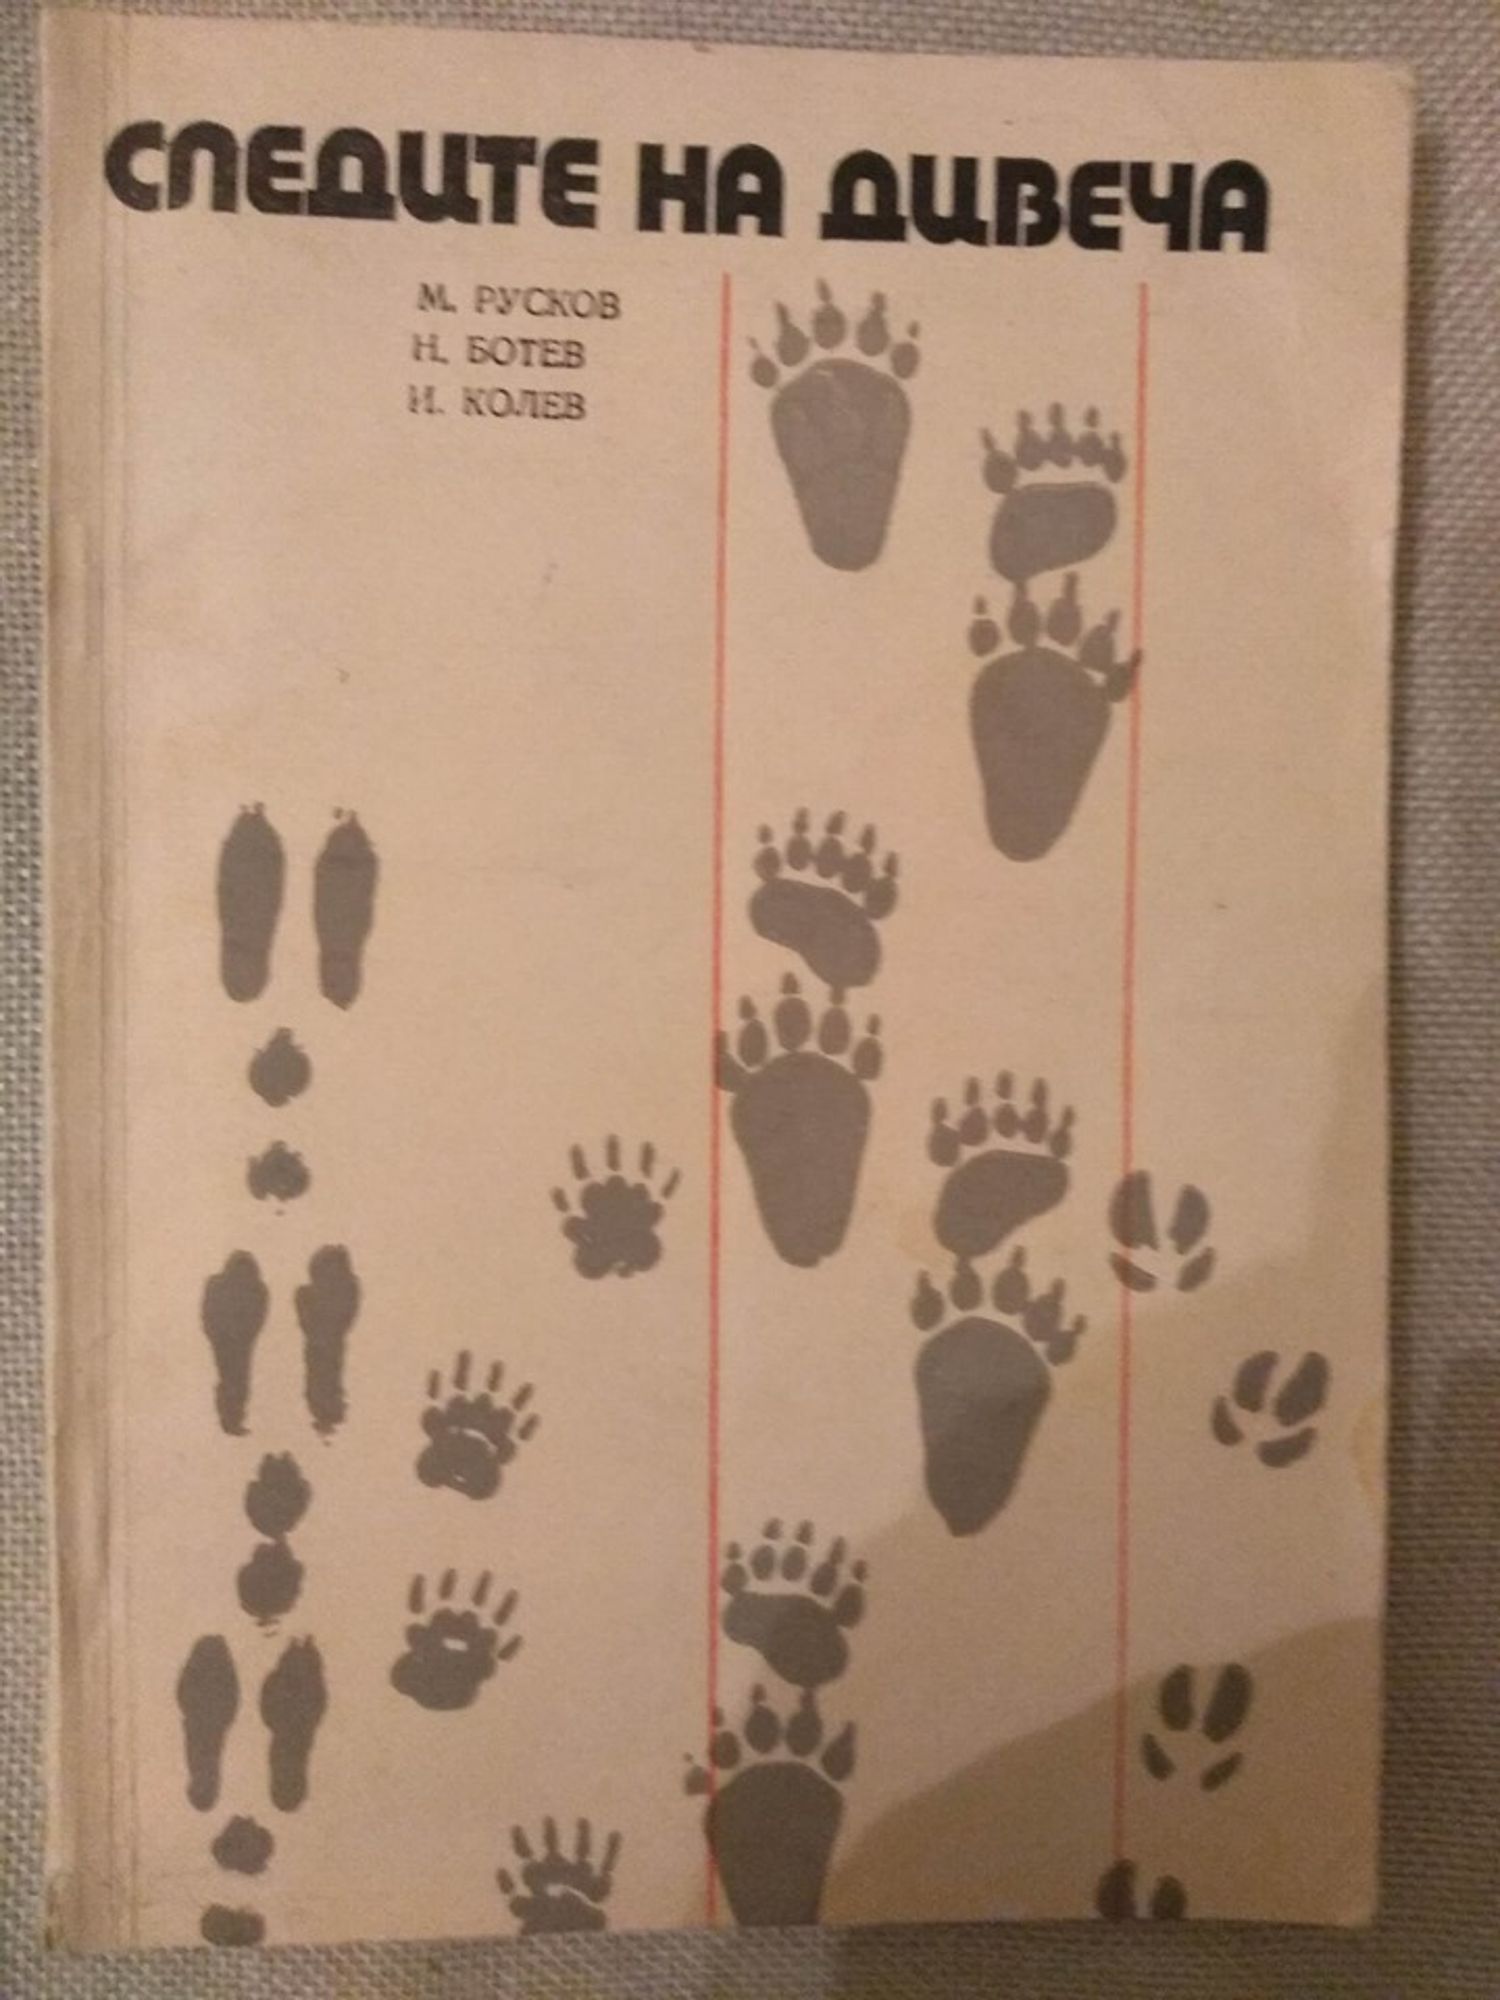 СЛЕДИТЕ НА ДИВЕЧА
М. РУСКОВ
Н. БОТЕВ
И. КОЛЕВ